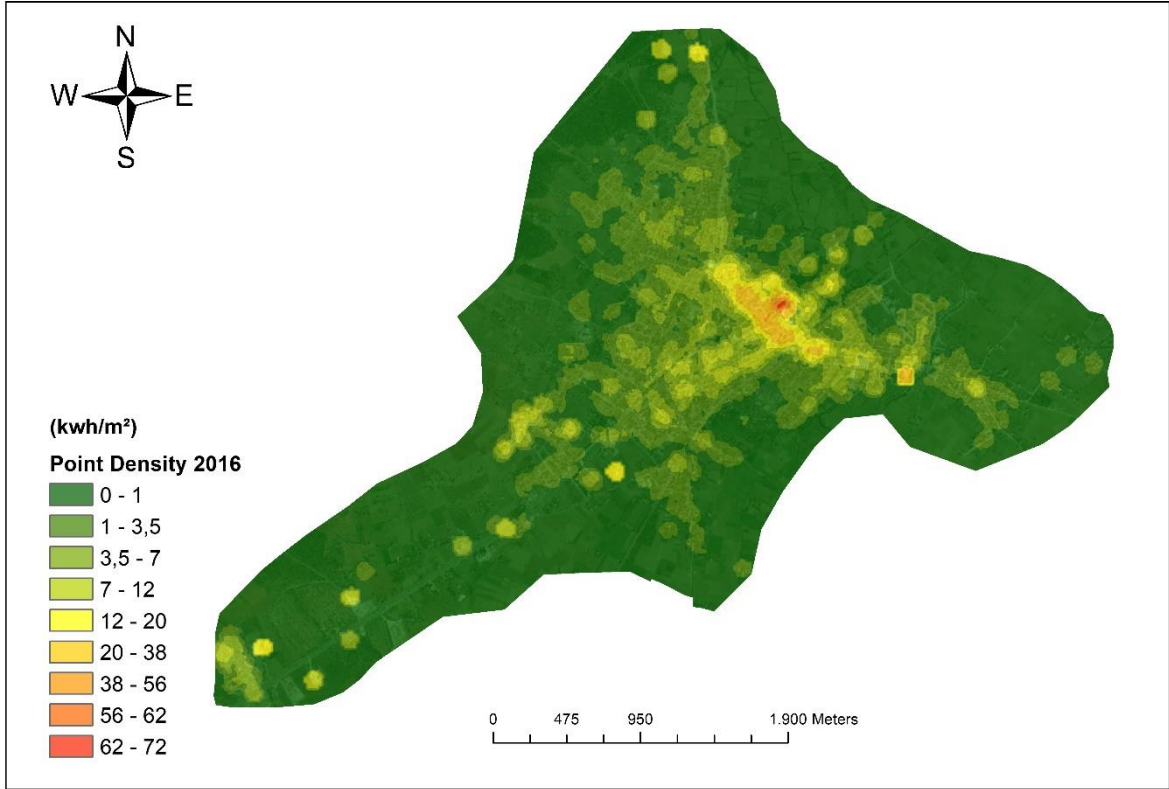 N
W E
S
(kwh/m²)
Point Density 2016
0 - 1
1 - 3,5
3,5 - 7
7 - 12
12 - 20
20 - 38
38 - 56
56 - 62
62 - 72
0 475 950 1.900 Meters